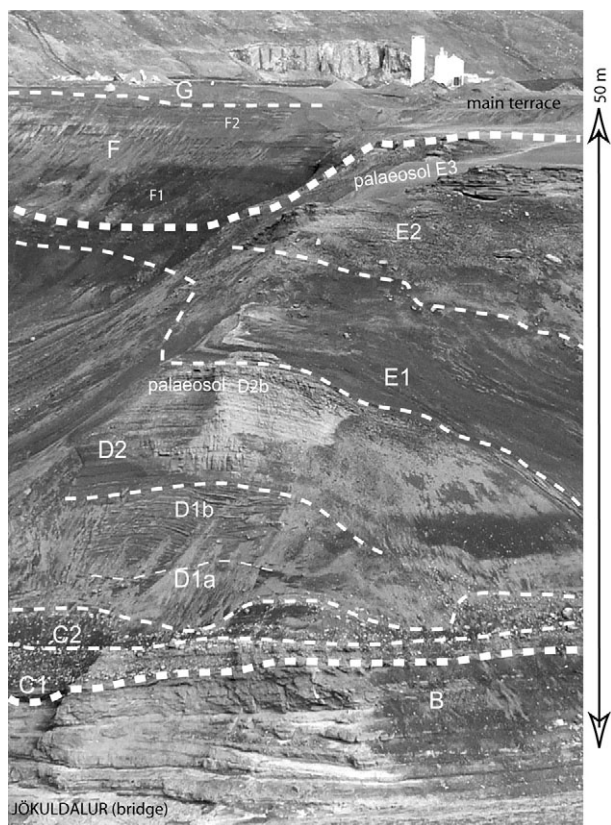 50 m
G
main terrace
F2
F
palaeosol E3
F1
E2
E1
palaeosol D2b
D2
D1b
D1a
C2
C1
B
JÖKULDALUR (bridge)